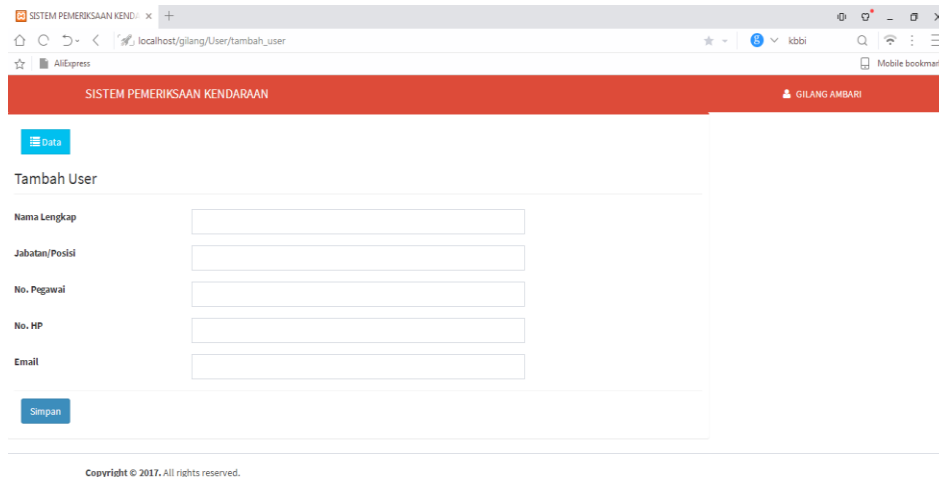 SISTEM PEMERIKSAAN KENDA
localhost/gilang/User/tambah_user
kbbi
AliExpress
Mobile bookmar
SISTEM PEMERIKSAAN KENDARAAN
GILANG AMBARI
Data
Tambah User
Nama Lengkap
Jabatan/Posisi
No. Pegawai
No. HP
Email
Simpan
Copyright © 2017. All rights reserved.